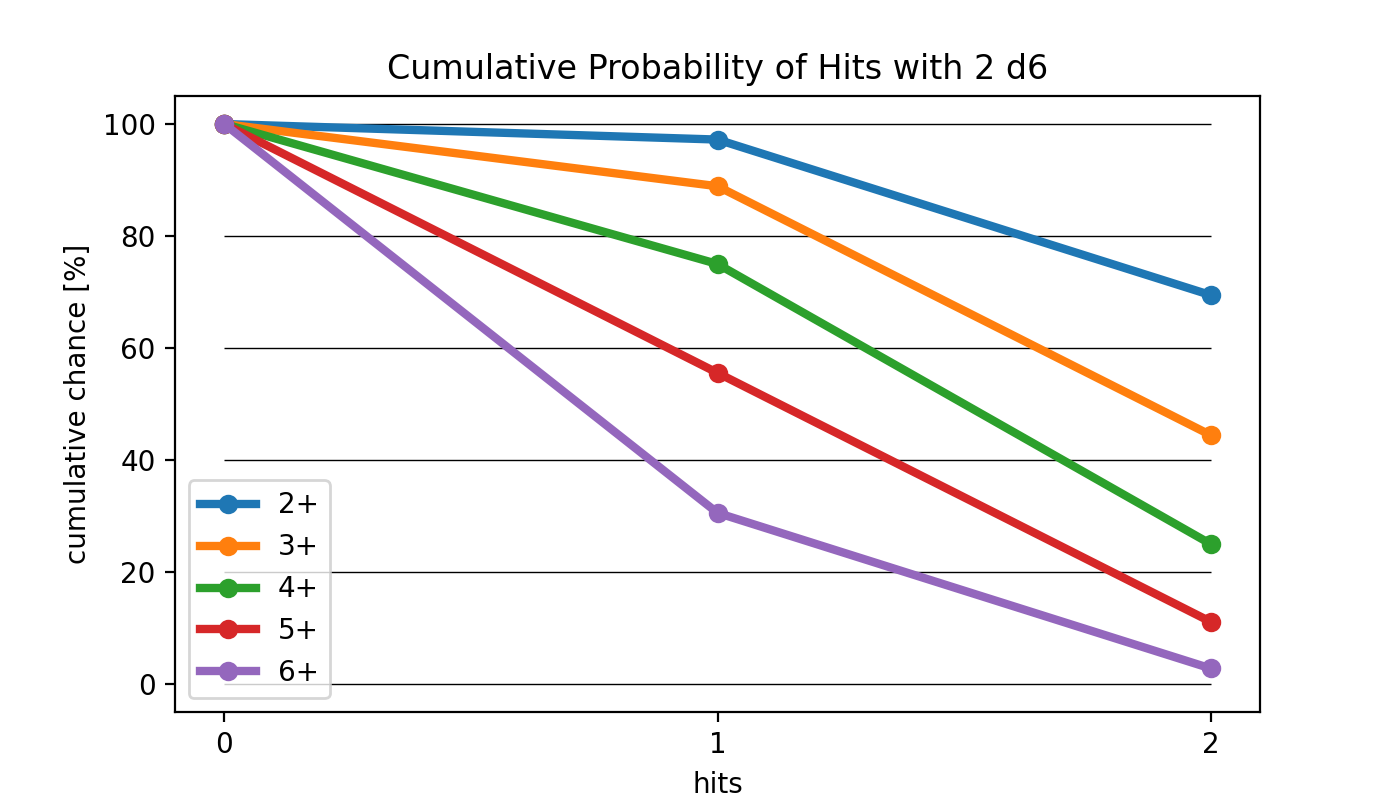 Cumulative Probability of Hits with 2 d6
cumulative chance [%]
100
80
60
40
20
0
2+
3+
4+
5+
6+
0 1 2
hits